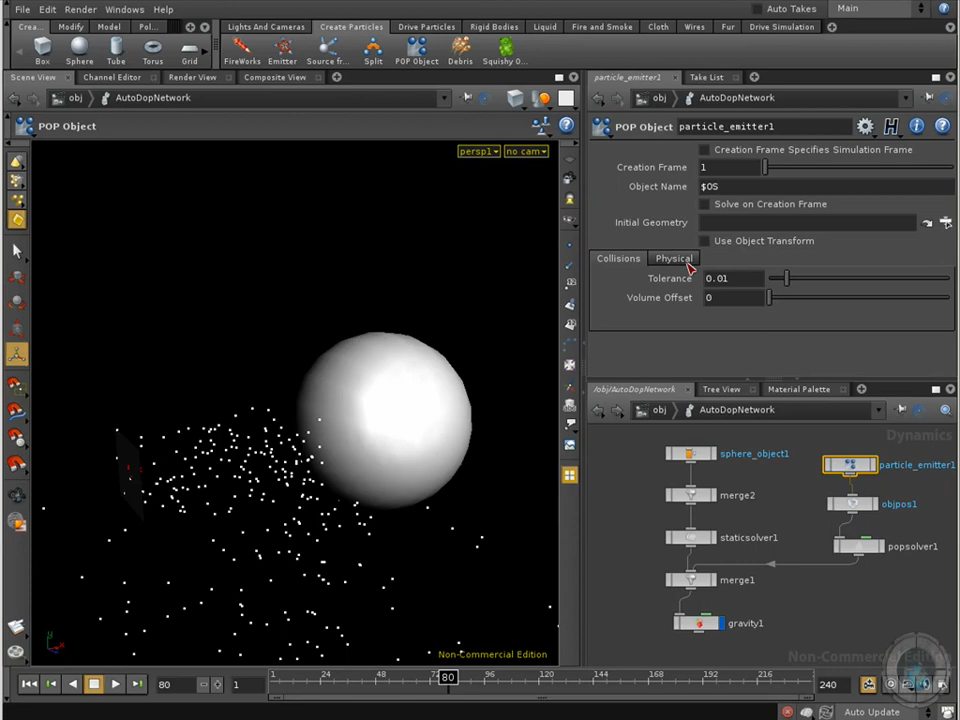 File Edit Render Windows Help Auto Takes Main
Crea... Modify Model Pol... Lights And Cameras Create Particles Drive Particles Rigid Bodies Liquid Fire and Smoke Cloth Wires Fur Drive Simulation
Box Sphere Tube Torus Grid FireWorks Emitter Source fr... Split POP Object Debris Squishy O...
Scene View Channel Editor Render View Composite View particle_emitter1 Take List
obj AutoDopNetwork obj AutoDopNetwork
POP Object POP Object particle_emitter1
persp1 no cam
Creation Frame Specifies Simulation Frame
Creation Frame 1
Object Name $OS
Solve on Creation Frame
Initial Geometry
Use Object Transform
Collisions Physical
Tolerance 0.01
Volume Offset 0
/obj/AutoDopNetwork Tree View Material Palette
obj AutoDopNetwork
Dynamics
sphere_object1 particle_emitter1
merge2 objpos1
staticsolver1 popsolver1
merge1
gravity1
Non-Commercial Edition Non-Commercial Edition
80 1 1 24 48 72 80 96 120 144 168 192 216 240
Auto Update